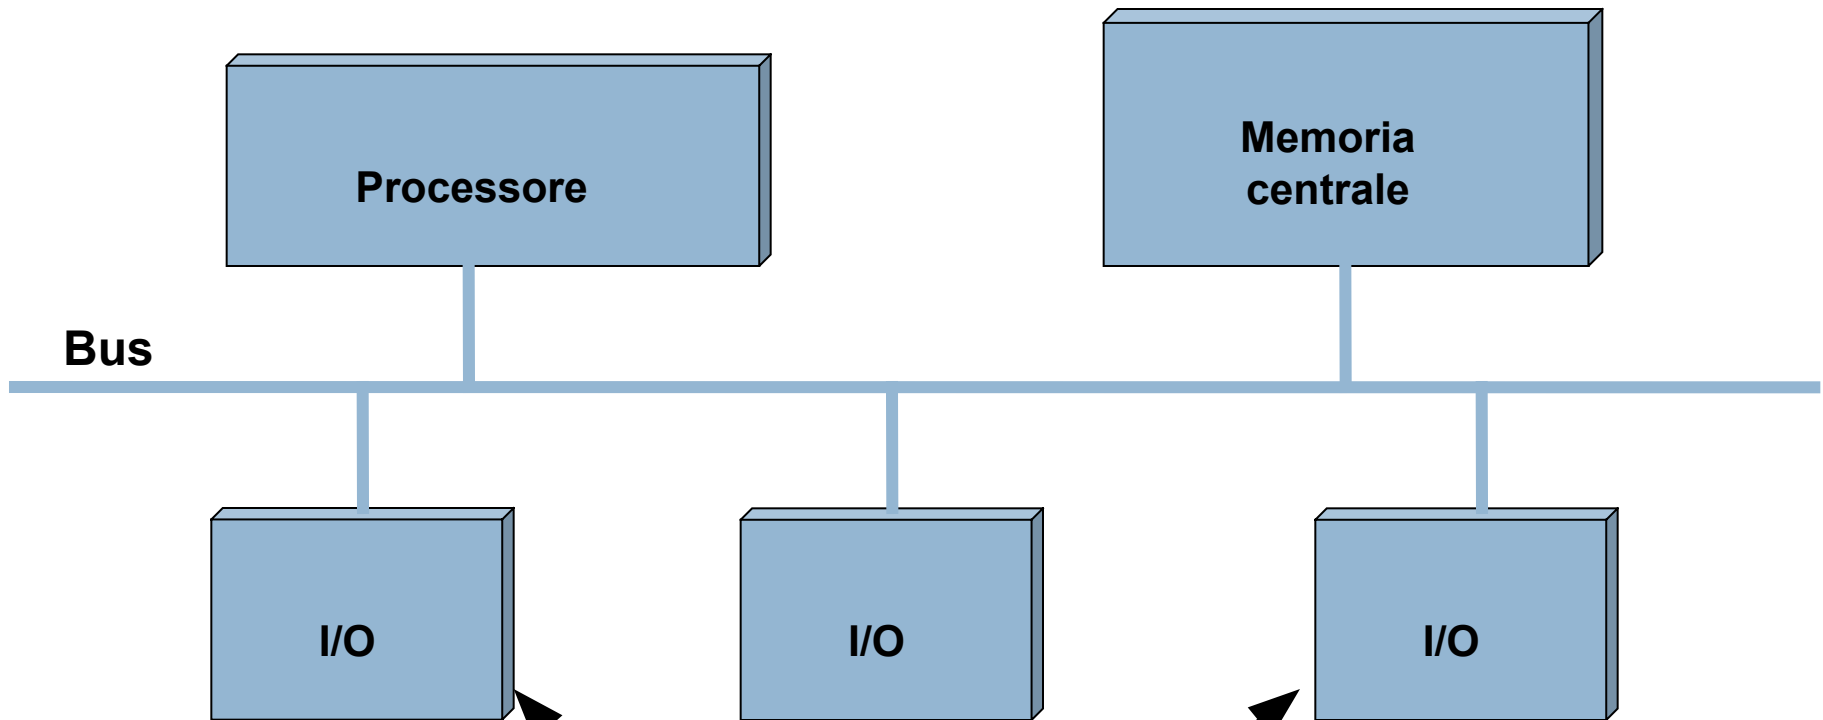 Processore
Memoria
centrale
Bus
I/O
I/O
I/O